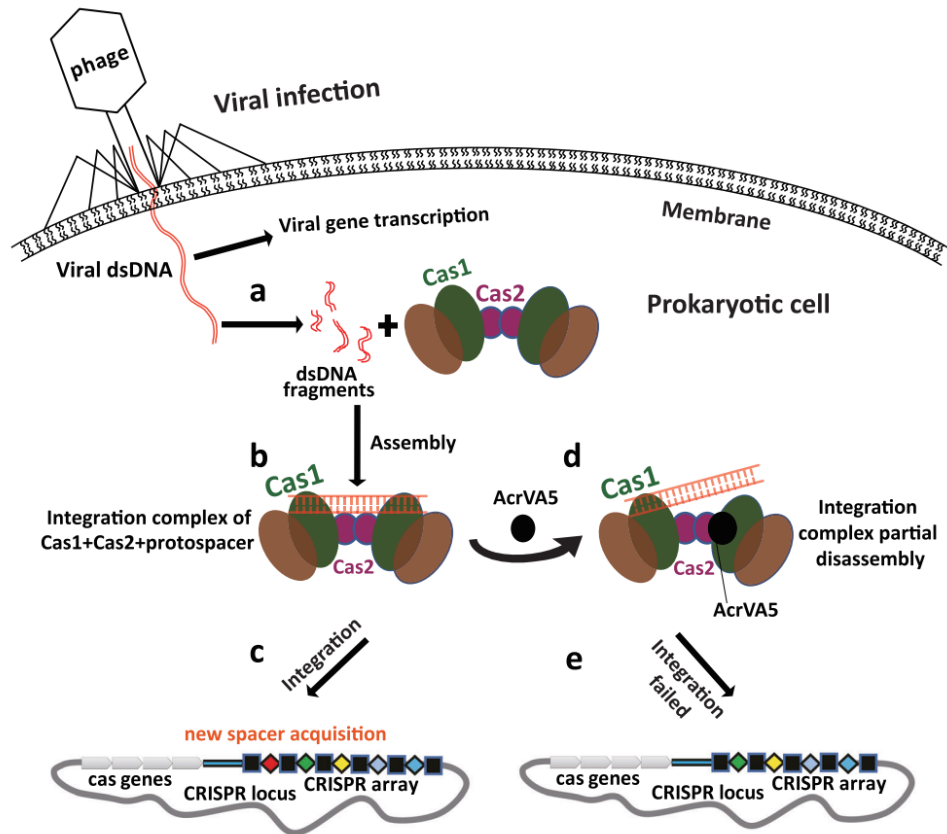 phage
Viral infection
Membrane
Viral gene transcription
Viral dsDNA
a
Cas1
Cas2
Prokaryotic cell
dsDNA
fragments
Assembly
b
Cas1
Integration complex of
Cas1+Cas2+protospacer
Cas2
AcrVA5
d
Cas1
Cas2
Integration
complex partial
disassembly
AcrVA5
c
Integration
new spacer acquisition
cas genes
CRISPR locus
CRISPR array
e
Integration
failed
cas genes
CRISPR locus
CRISPR array